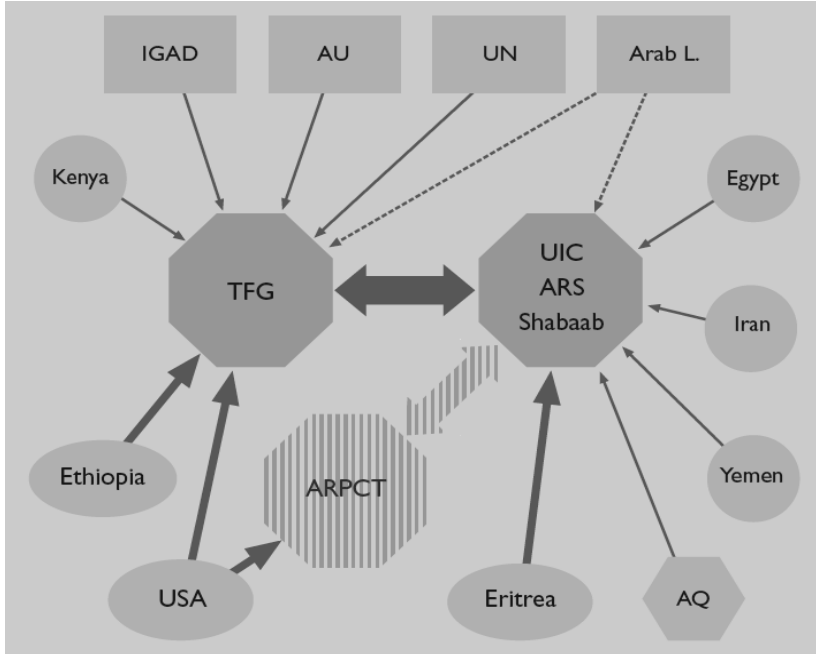 IGAD
AU
UN
Arab L.
Kenya
Egypt
TFG
UIC
ARS
Shabaab
Iran
Ethiopia
ARPCT
Yemen
USA
Eritrea
AQ